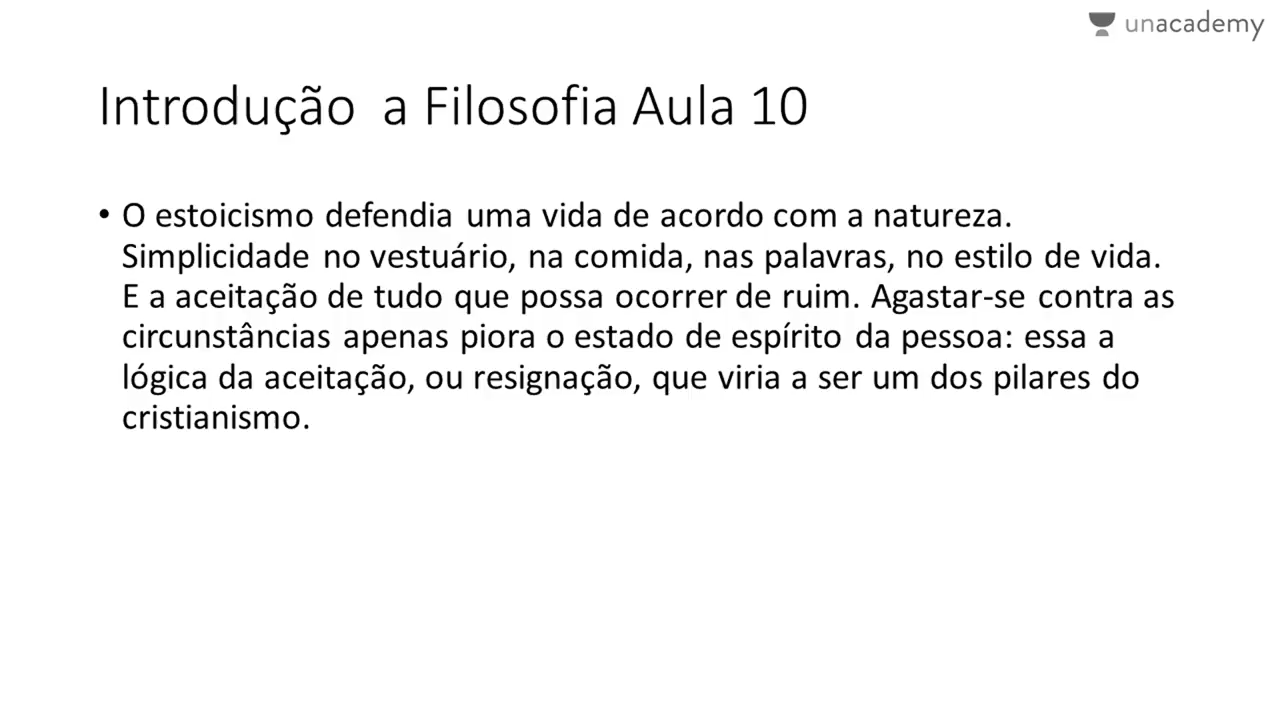 unacademy
Introdução a Filosofia Aula 10
• O estoicismo defendia uma vida de acordo com a natureza.
Simplicidade no vestuário, na comida, nas palavras, no estilo de vida.
E a aceitação de tudo que possa ocorrer de ruim. Agastar-se contra as
circunstâncias apenas piora o estado de espírito da pessoa: essa a
lógica da aceitação, ou resignação, que viria a ser um dos pilares do
cristianismo.